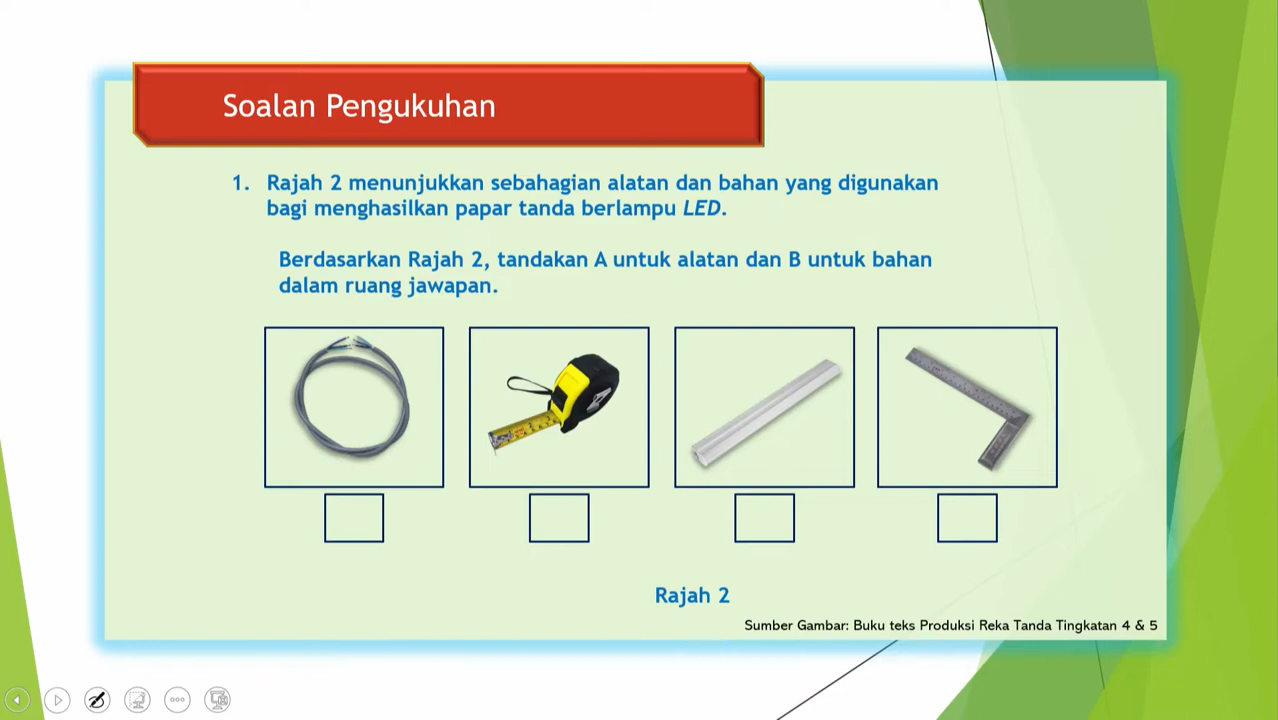 Soalan Pengukuhan
1. Rajah 2 menunjukkan sebahagian alatan dan bahan yang digunakan
bagi menghasilkan papar tanda berlampu LED.
Berdasarkan Rajah 2, tandakan A untuk alatan dan B untuk bahan
dalam ruang jawapan.
Rajah 2
Sumber Gambar: Buku teks Produksi Reka Tanda Tingkatan 4 & 5